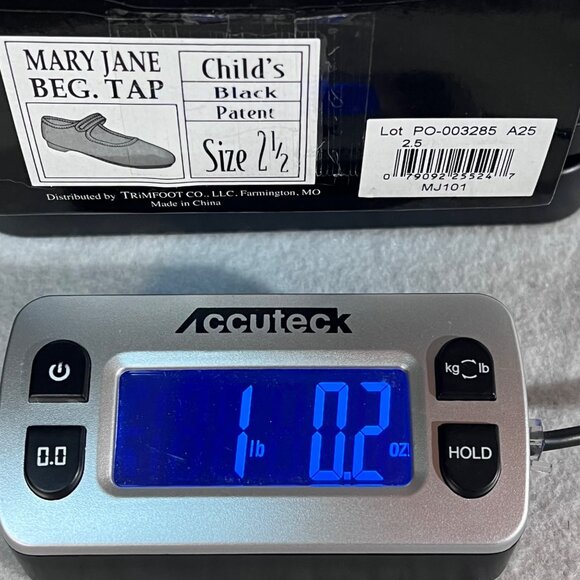 MARY JANE
BEG. TAP
Child's
Black
Patent
Size 2½
Distributed by TRIMFOOT CO., LLC. Farmington, MO
Made in China
Lot PO-003285 A25
2.5
0 79092 25524 7
MJ101
ACCUTECK
kg lb
0.0
HOLD
1 lb 0.2 oz